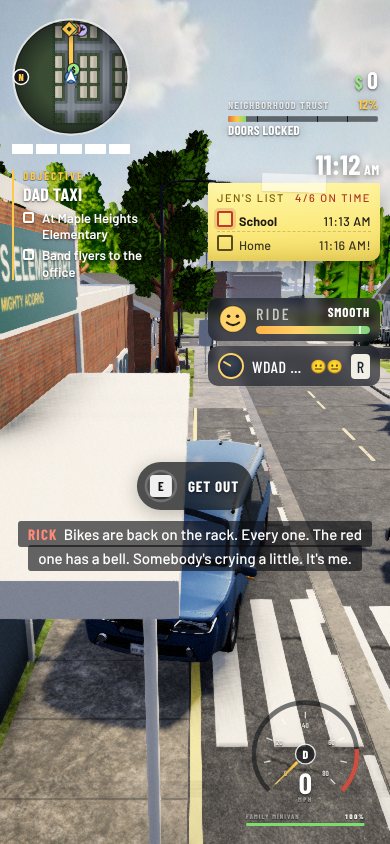 N
$ 0
NEIGHBORHOOD TRUST 12%
DOORS LOCKED
11:12 AM
OBJECTIVE
DAD TAXI
At Maple Heights
Elementary
Band flyers to the
office
JEN'S LIST 4/6 ON TIME
School 11:13 AM
Home 11:16 AM!
MIGHTY ACORNS
RIDE SMOOTH
WDAD ... R
E GET OUT
RICK Bikes are back on the rack. Every one. The red
one has a bell. Somebody's crying a little. It's me.
40
80
D
0
MPH
FAMILY MINIVAN 100%